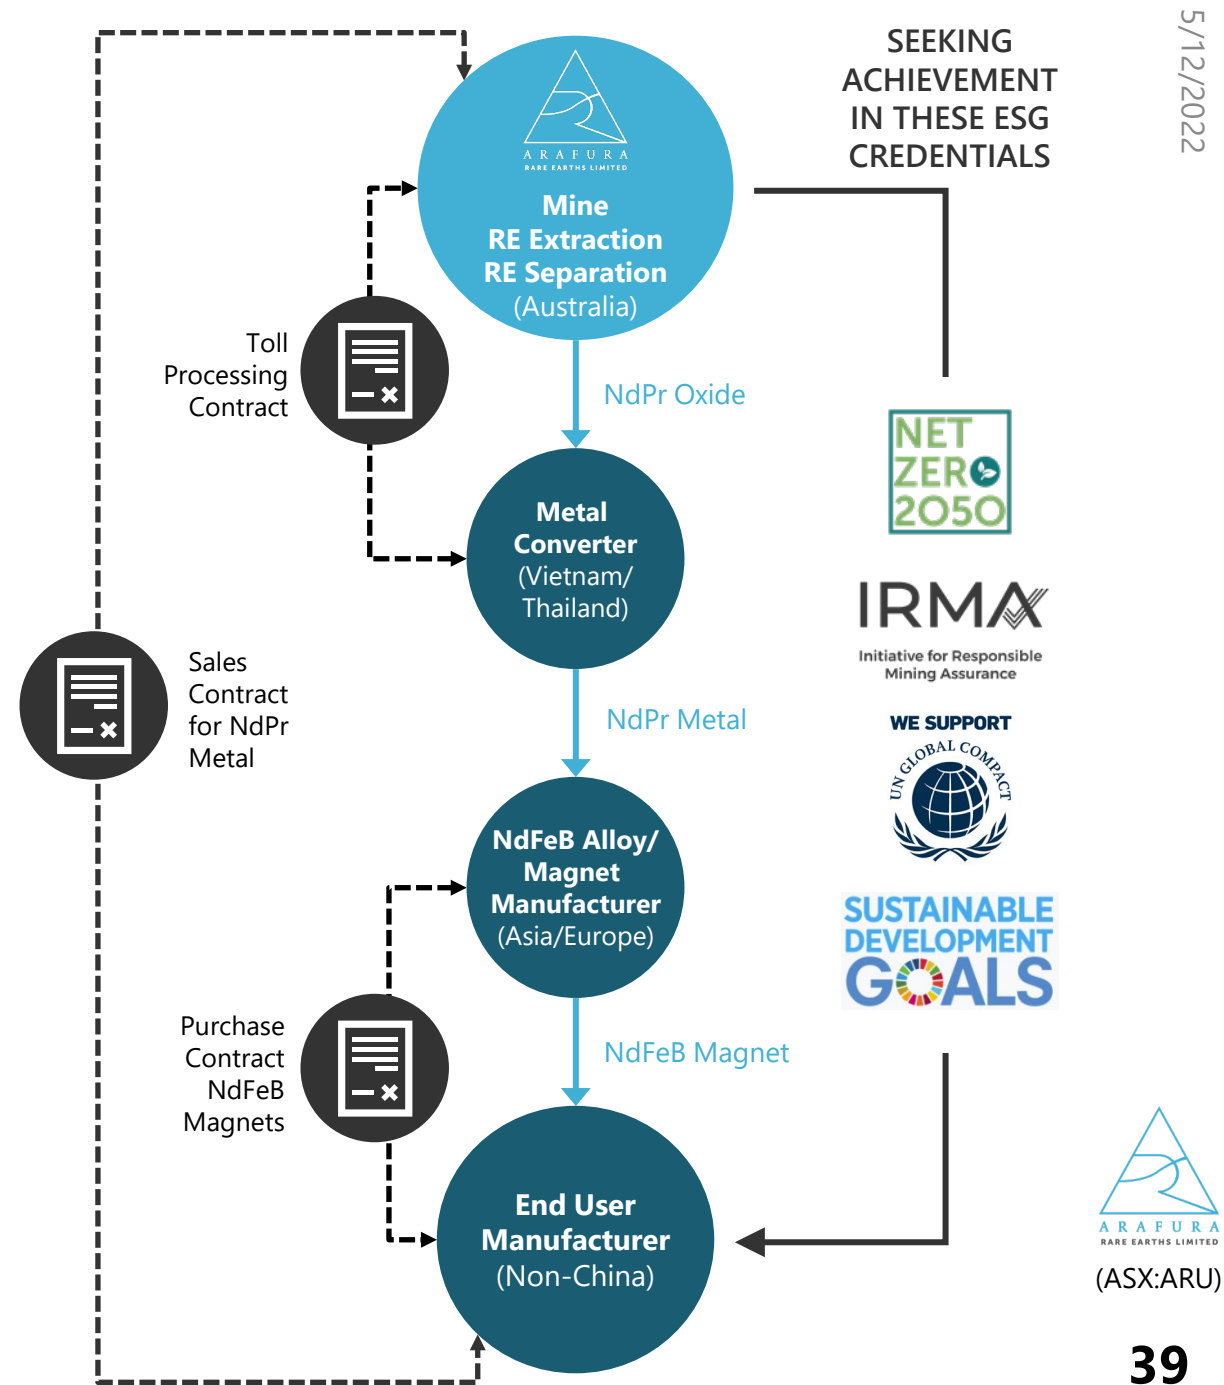 5/12/2022
SEEKING
ACHIEVEMENT
IN THESE ESG
CREDENTIALS
ARAFURA
RARE EARTHS LIMITED
Mine
RE Extraction
RE Separation
(Australia)
Toll
Processing
Contract
NdPr Oxide
NET
ZERO
2050
Metal
Converter
(Vietnam/
Thailand)
IRMA
Initiative for Responsible
Mining Assurance
Sales
Contract
for NdPr
Metal
NdPr Metal
WE SUPPORT
UN GLOBAL COMPACT
NdFeB Alloy/
Magnet
Manufacturer
(Asia/Europe)
SUSTAINABLE
DEVELOPMENT
GOALS
Purchase
Contract
NdFeB
Magnets
NdFeB Magnet
End User
Manufacturer
(Non-China)
ARAFURA
RARE EARTHS LIMITED
(ASX:ARU)
39